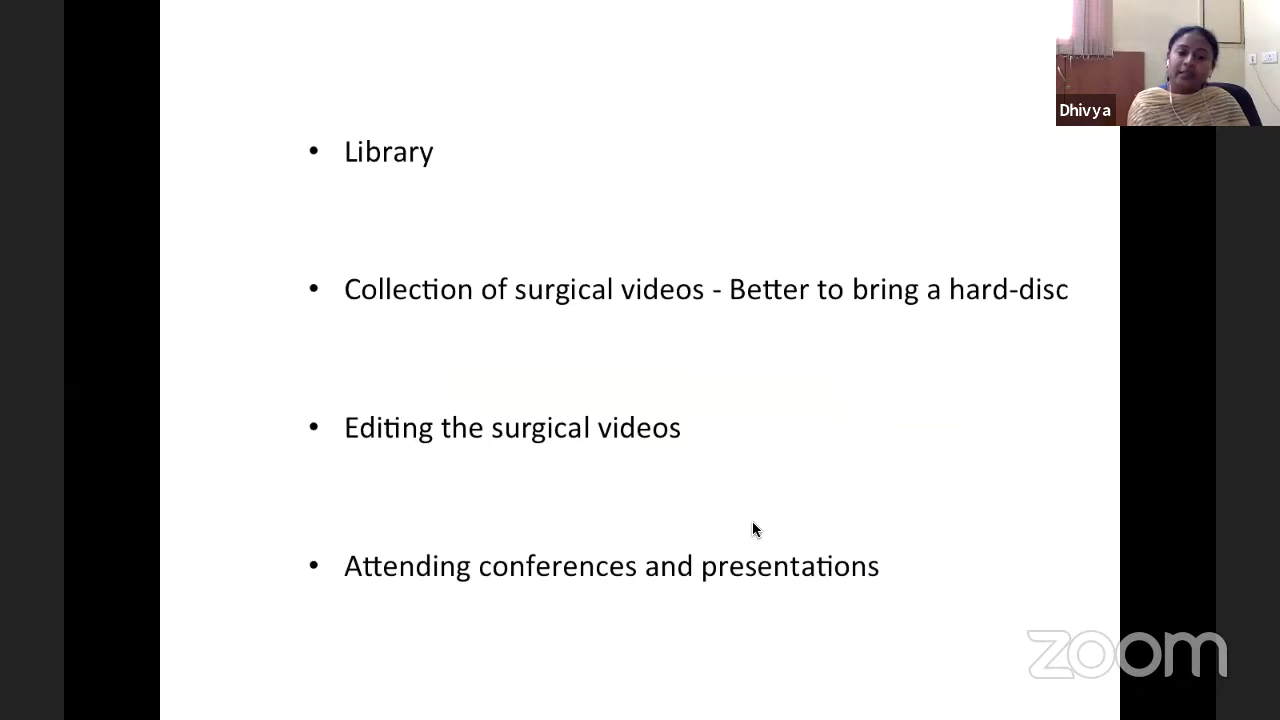 Dhivya
• Library
• Collection of surgical videos - Better to bring a hard-disc
• Editing the surgical videos
• Attending conferences and presentations
zoom